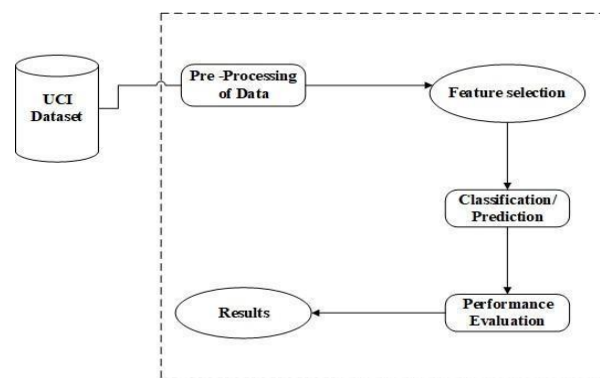 UCI
Dataset
Pre -Processing
of Data
Feature selection
Classification/
Prediction
Performance
Evaluation
Results